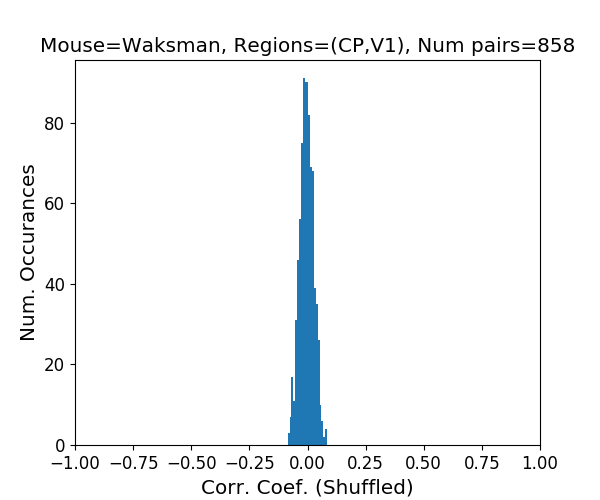 Mouse=Waksman, Regions=(CP,V1), Num pairs=858
80
60
40
20
0
Num. Occurances
−1.00 −0.75 −0.50 −0.25 0.00 0.25 0.50 0.75 1.00
Corr. Coef. (Shuffled)